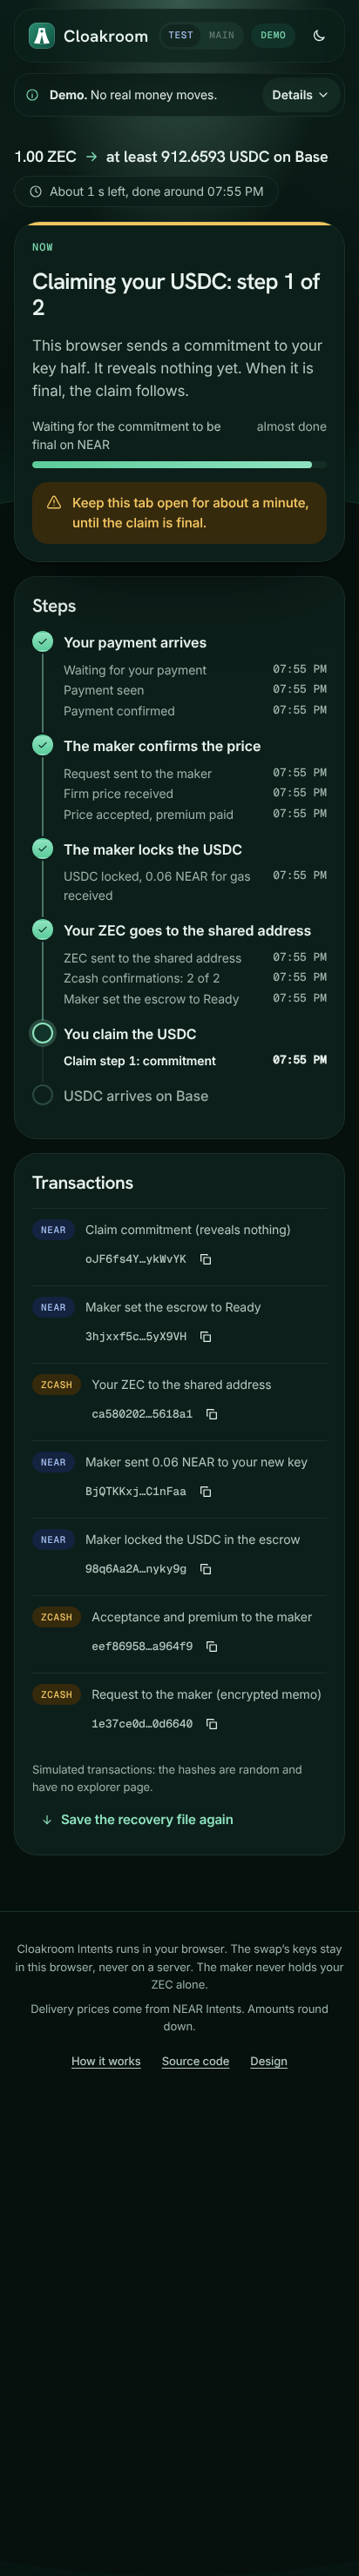 Cloakroom
TEST MAIN
DEMO
Demo. No real money moves.
Details
1.00 ZEC → at least 912.6593 USDC on Base
About 1 s left, done around 07:55 PM
NOW
Claiming your USDC: step 1 of
2
This browser sends a commitment to your
key half. It reveals nothing yet. When it is
final, the claim follows.
Waiting for the commitment to be
final on NEAR
almost done
Keep this tab open for about a minute,
until the claim is final.
Steps
Your payment arrives
Waiting for your payment 07:55 PM
Payment seen 07:55 PM
Payment confirmed 07:55 PM
The maker confirms the price
Request sent to the maker 07:55 PM
Firm price received 07:55 PM
Price accepted, premium paid 07:55 PM
The maker locks the USDC
USDC locked, 0.06 NEAR for gas 07:55 PM
received
Your ZEC goes to the shared address
ZEC sent to the shared address 07:55 PM
Zcash confirmations: 2 of 2 07:55 PM
Maker set the escrow to Ready 07:55 PM
You claim the USDC
Claim step 1: commitment 07:55 PM
USDC arrives on Base
Transactions
NEAR Claim commitment (reveals nothing)
oJF6fs4Y…ykWvYK
NEAR Maker set the escrow to Ready
3hjxxf5c…5yX9VH
ZCASH Your ZEC to the shared address
ca580202…5618a1
NEAR Maker sent 0.06 NEAR to your new key
BjQTKKxj…C1nFaa
NEAR Maker locked the USDC in the escrow
98q6Aa2A…nyky9g
ZCASH Acceptance and premium to the maker
eef86958…a964f9
ZCASH Request to the maker (encrypted memo)
1e37ce0d…0d6640
Simulated transactions: the hashes are random and
have no explorer page.
Save the recovery file again
Cloakroom Intents runs in your browser. The swap's keys stay
in this browser, never on a server. The maker never holds your
ZEC alone.
Delivery prices come from NEAR Intents. Amounts round
down.
How it works Source code Design